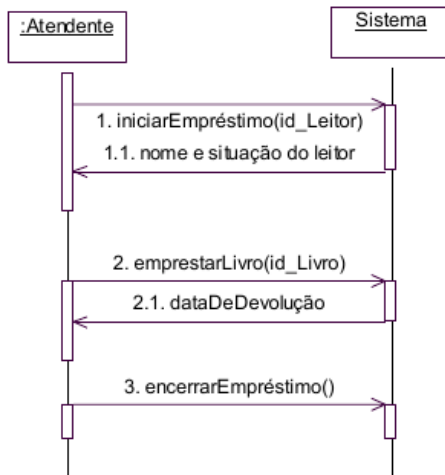 :Atendente
Sistema
1. iniciarEmpréstimo(id_Leitor)
1.1. nome e situação do leitor
2. emprestarLivro(id_Livro)
2.1. dataDeDevolução
3. encerrarEmpréstimo()